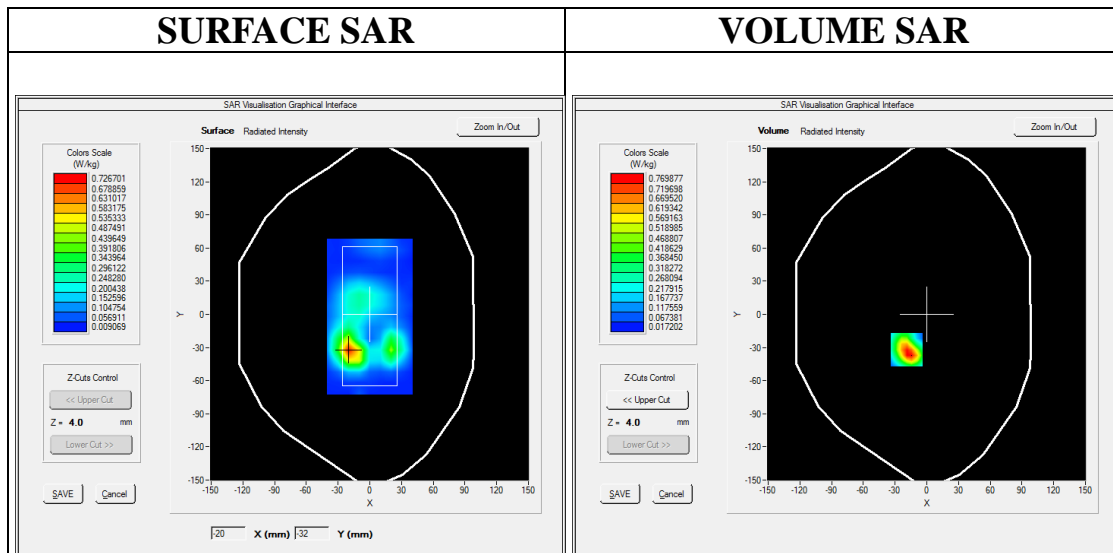 SURFACE SAR
VOLUME SAR
SAR Visualisation Graphical Interface
Surface Radiated Intensity
Zoom In/Out
Colors Scale
(W/kg)
0.726701
0.678859
0.631017
0.583175
0.535333
0.487491
0.439649
0.391806
0.343964
0.296122
0.248280
0.200438
0.152596
0.104754
0.056911
0.009069
Z-Cuts Control
<< Upper Cut
Z = 4.0 mm
Lower Cut >>
SAVE
Cancel
150
120
90
60
30
0
-30
-60
-90
-120
-150
Y
-150 -120 -90 -60 -30 0 30 60 90 120 150
X
-20 X (mm) -32 Y (mm)
SAR Visualisation Graphical Interface
Volume Radiated Intensity
Zoom In/Out
Colors Scale
(W/kg)
0.769877
0.719698
0.669520
0.619342
0.569163
0.518985
0.468807
0.418629
0.368450
0.318272
0.268094
0.217915
0.167737
0.117559
0.067381
0.017202
Z-Cuts Control
<< Upper Cut
Z = 4.0 mm
Lower Cut >>
SAVE
Cancel
150
120
90
60
30
0
-30
-60
-90
-120
-150
Y
-150 -120 -90 -60 -30 0 30 60 90 120 150
X